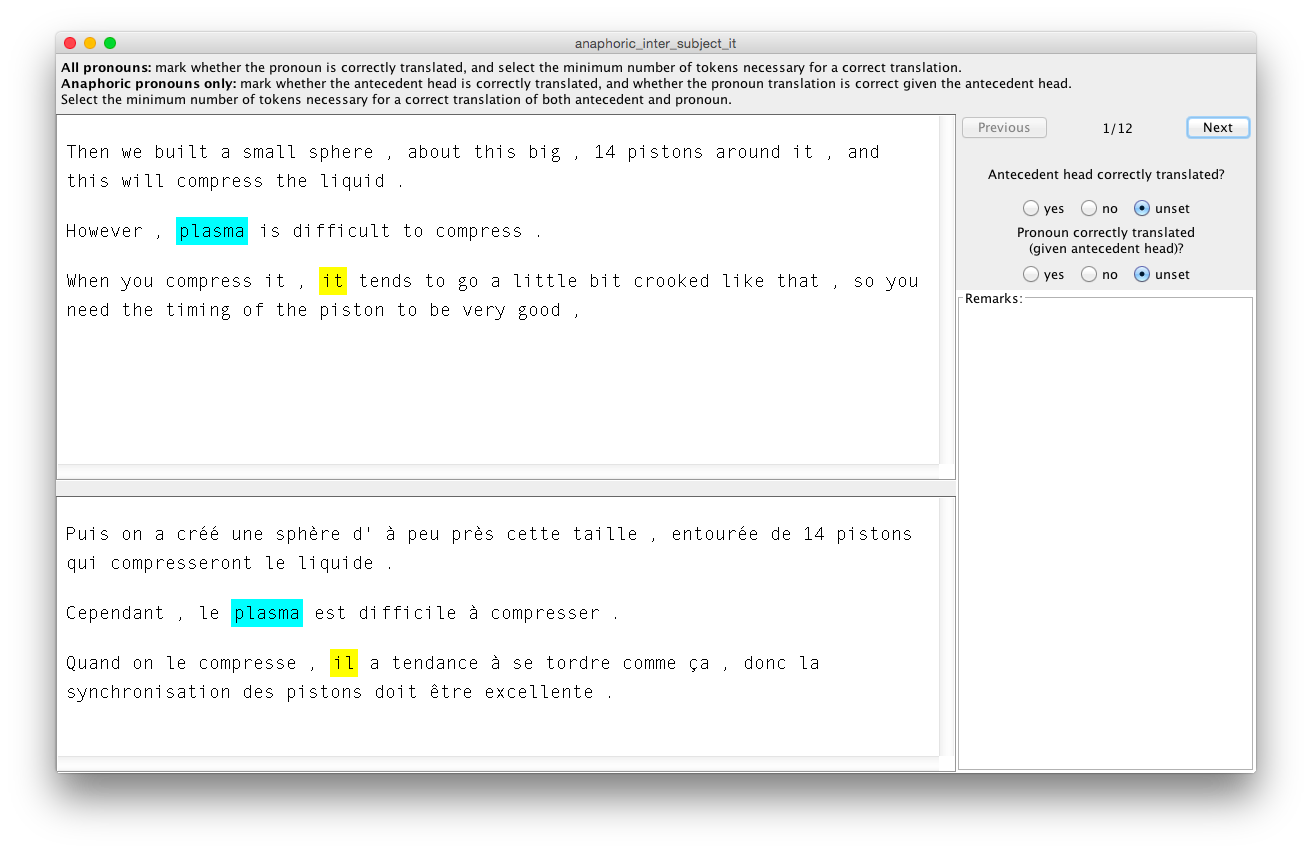 anaphoric_inter_subject_it
All pronouns: mark whether the pronoun is correctly translated, and select the minimum number of tokens necessary for a correct translation.
Anaphoric pronouns only: mark whether the antecedent head is correctly translated, and whether the pronoun translation is correct given the antecedent head.
Select the minimum number of tokens necessary for a correct translation of both antecedent and pronoun.
Then we built a small sphere , about this big , 14 pistons around it , and
this will compress the liquid .
However , plasma is difficult to compress .
When you compress it , it tends to go a little bit crooked like that , so you
need the timing of the piston to be very good ,
Puis on a créé une sphère d' à peu près cette taille , entourée de 14 pistons
qui compresseront le liquide .
Cependant , le plasma est difficile à compresser .
Quand on le compresse , il a tendance à se tordre comme ça , donc la
synchronisation des pistons doit être excellente .
Previous 1/12 Next
Antecedent head correctly translated?
yes no unset
Pronoun correctly translated
(given antecedent head)?
yes no unset
Remarks: